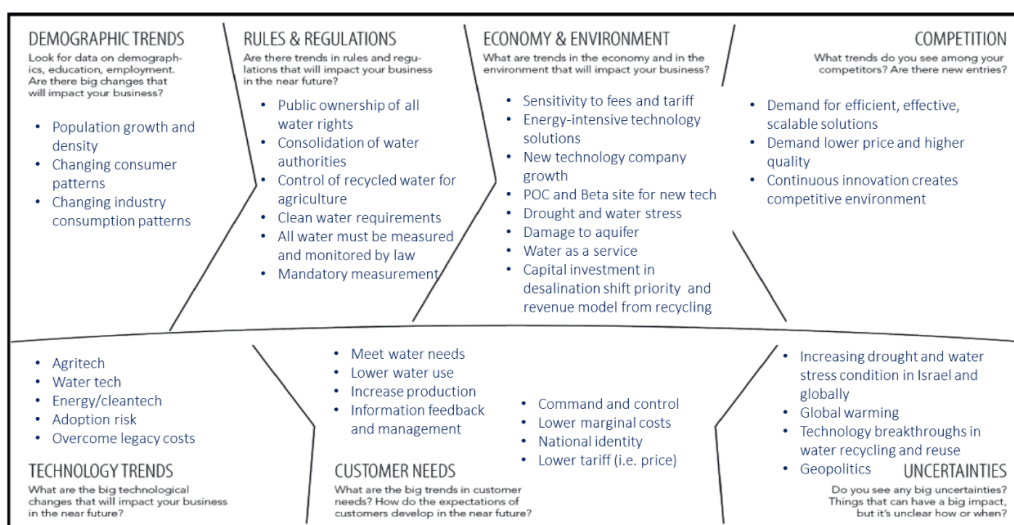 DEMOGRAPHIC TRENDS
Look for data on demograph-
ics, education, employment.
Are there big changes that
will impact your business?
• Population growth and
density
• Changing consumer
patterns
• Changing industry
consumption patterns
RULES & REGULATIONS
Are there trends in rules and regu-
lations that will impact your business
in the near future?
• Public ownership of all
water rights
• Consolidation of water
authorities
• Control of recycled water for
agriculture
• Clean water requirements
• All water must be measured
and monitored by law
• Mandatory measurement
ECONOMY & ENVIRONMENT
What are trends in the economy and in the
environment that will impact your business?
• Sensitivity to fees and tariff
• Energy-intensive technology
solutions
• New technology company
growth
• POC and Beta site for new tech
• Drought and water stress
• Damage to aquifer
• Water as a service
• Capital investment in
desalination shift priority and
revenue model from recycling
COMPETITION
What trends do you see among your
competitors? Are there new entries?
• Demand for efficient, effective,
scalable solutions
• Demand lower price and higher
quality
• Continuous innovation creates
competitive environment
• Agritech
• Water tech
• Energy/cleantech
• Adoption risk
• Overcome legacy costs
TECHNOLOGY TRENDS
What are the big technological
changes that will impact your business
in the near future?
• Meet water needs
• Lower water use
• Increase production
• Information feedback
and management
• Command and control
• Lower marginal costs
• National identity
• Lower tariff (i.e. price)
CUSTOMER NEEDS
What are the big trends in customer
needs? How do the expectations of
customers develop in the near future?
• Increasing drought and water
stress condition in Israel and
globally
• Global warming
• Technology breakthroughs in
water recycling and reuse
• Geopolitics
UNCERTAINTIES
Do you see any big uncertainties?
Things that can have a big impact,
but it's unclear how or when?